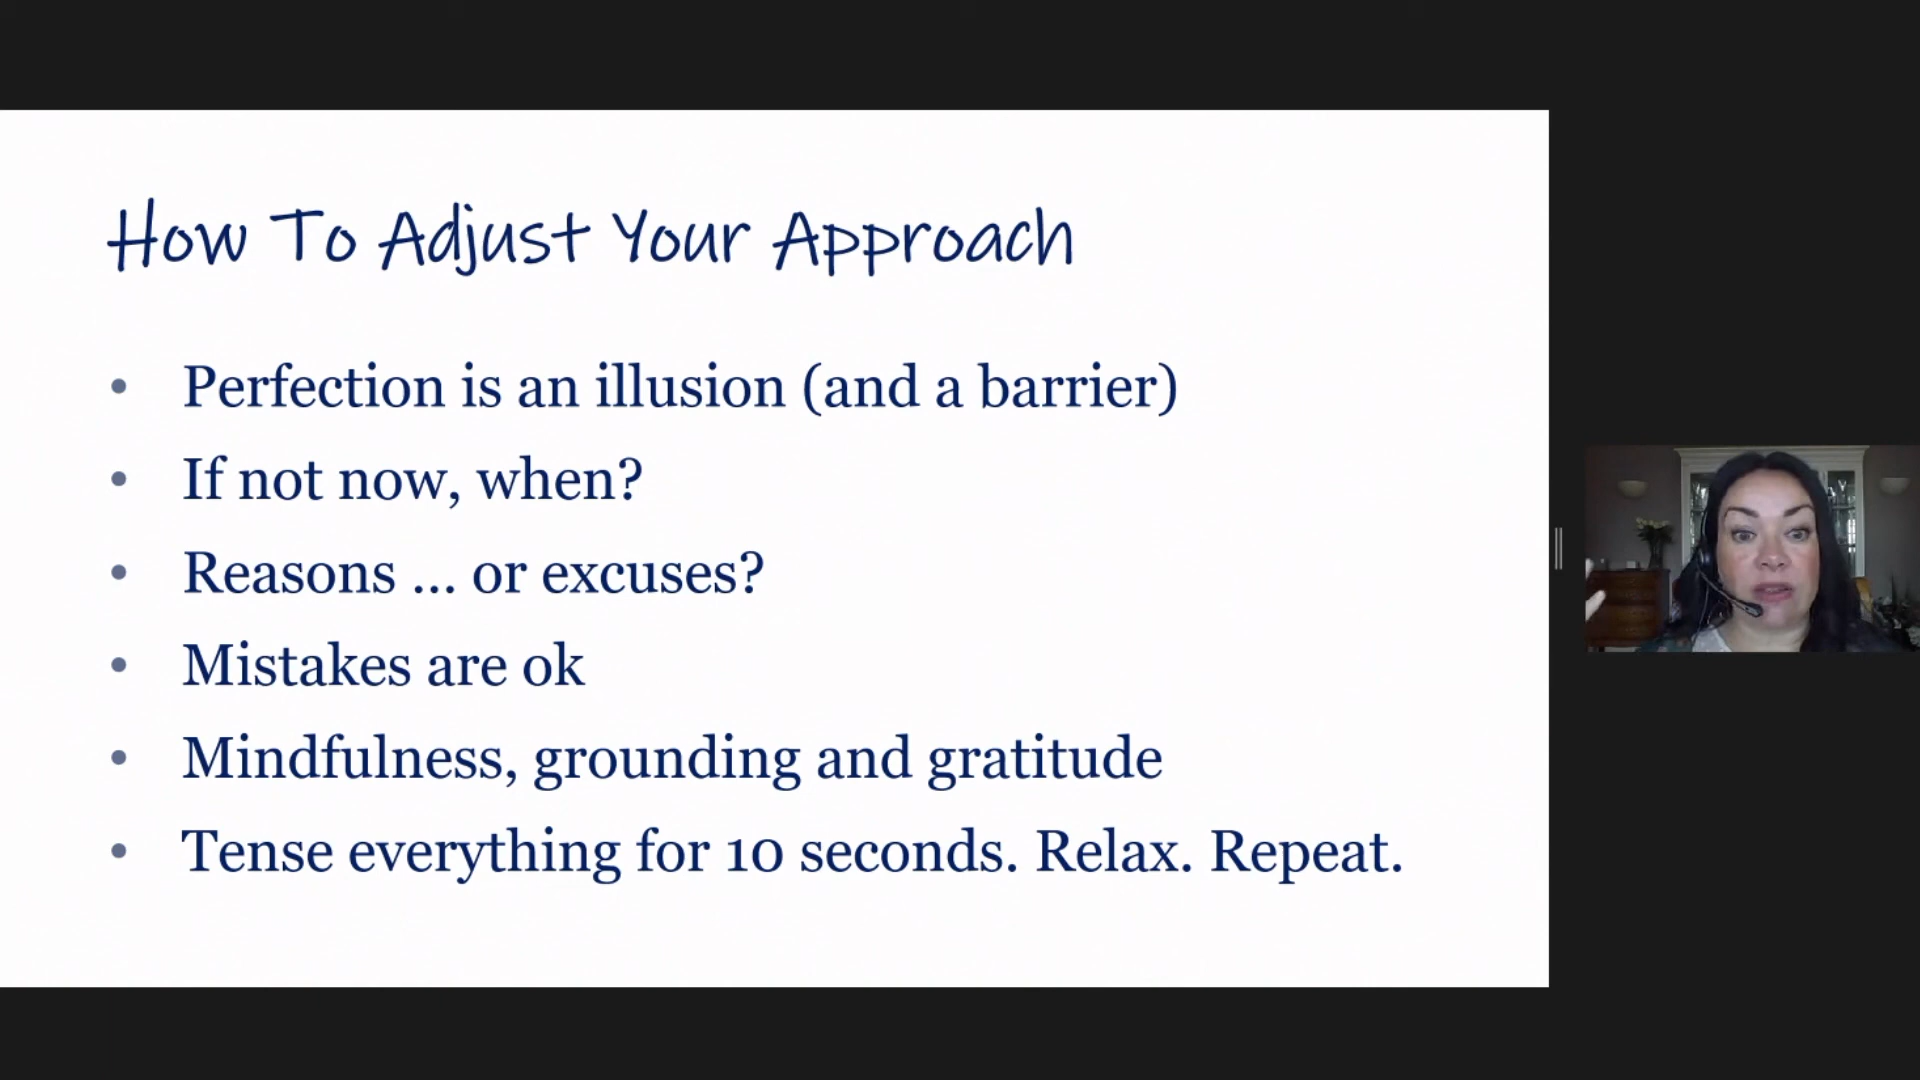 How To Adjust Your Approach
• Perfection is an illusion (and a barrier)
• If not now, when?
• Reasons ... or excuses?
• Mistakes are ok
• Mindfulness, grounding and gratitude
• Tense everything for 10 seconds. Relax. Repeat.